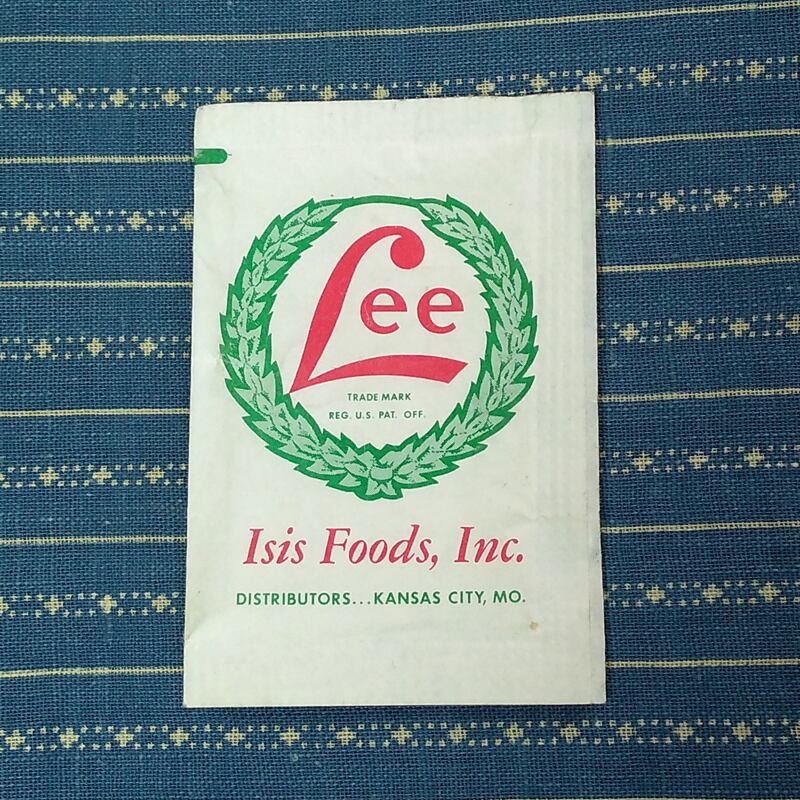 Lee
TRADE MARK
REG. U.S. PAT. OFF.
Isis Foods, Inc.
DISTRIBUTORS...KANSAS CITY, MO.